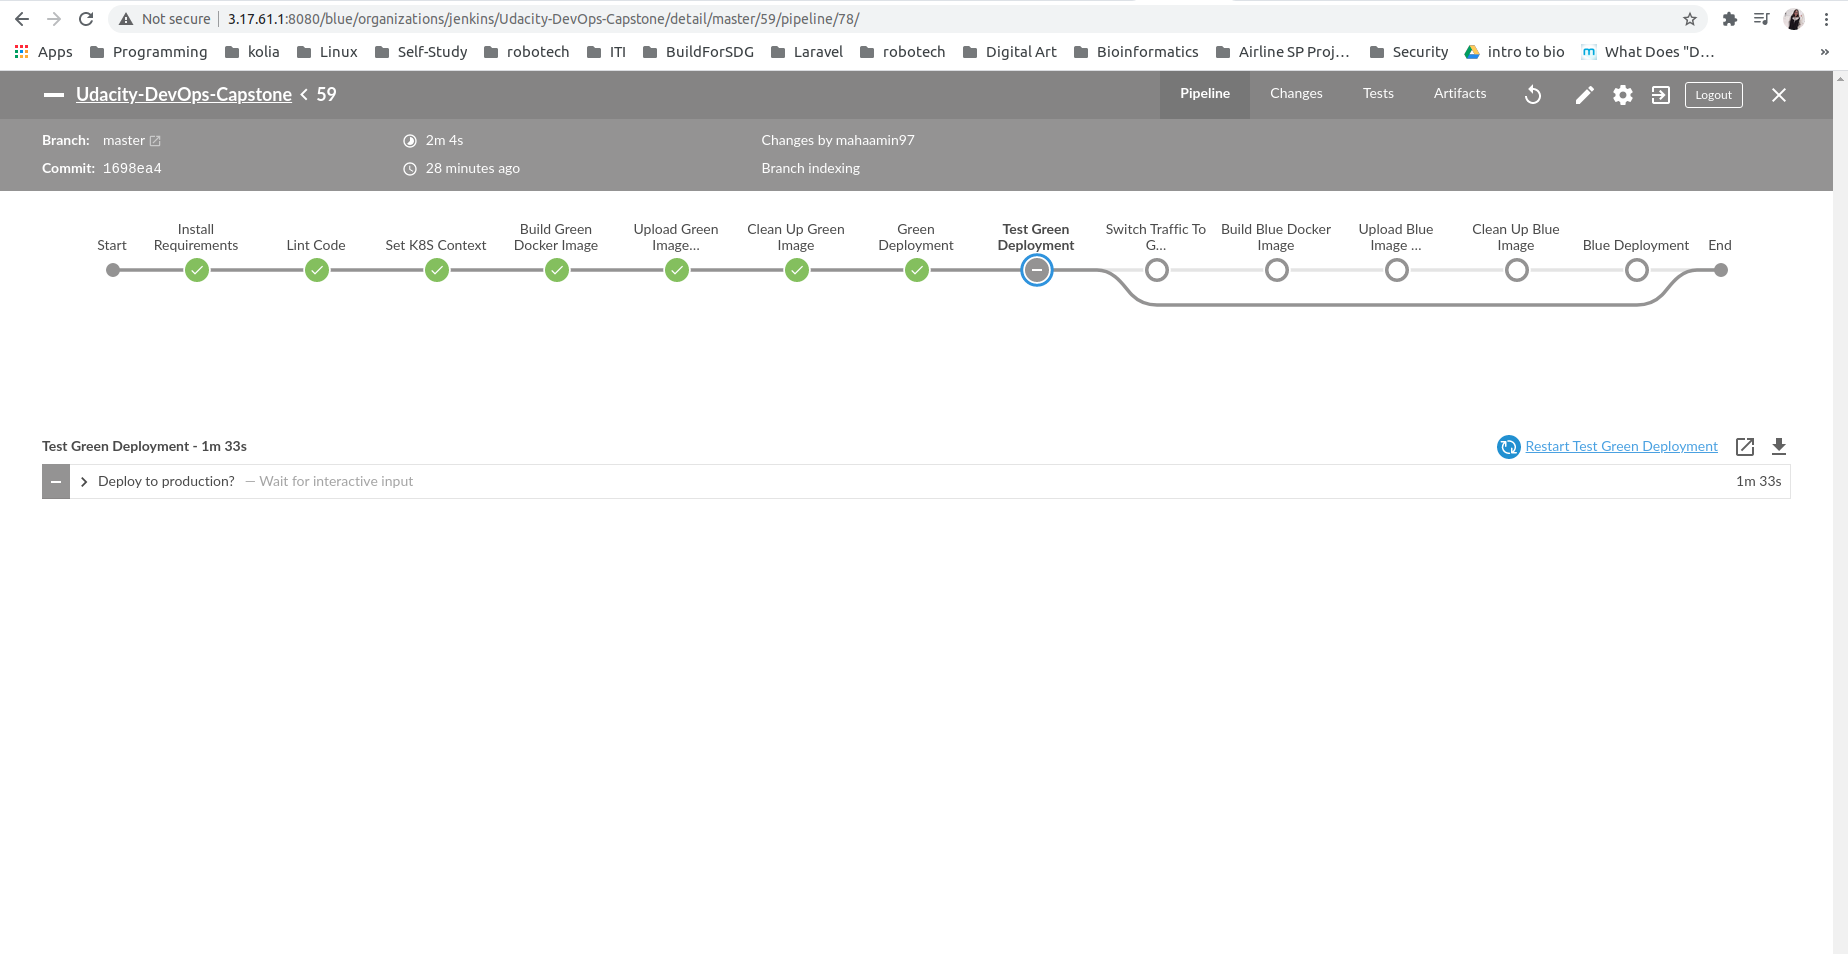 Not secure 3.17.61.1:8080/blue/organizations/jenkins/Udacity-DevOps-Capstone/detail/master/59/pipeline/78/
Apps Programming kolia Linux Self-Study robotech ITI BuildForSDG Laravel robotech Digital Art Bioinformatics Airline SP Proj... Security intro to bio m What Does "D... »
Udacity-DevOps-Capstone < 59 Pipeline Changes Tests Artifacts Logout
Branch: master 2m 4s Changes by mahaamin97
Commit: 1698ea4 28 minutes ago Branch indexing
Start
Install
Requirements
Lint Code
Set K8S Context
Build Green
Docker Image
Upload Green
Image...
Clean Up Green
Image
Green
Deployment
Test Green
Deployment
Switch Traffic To
G...
Build Blue Docker
Image
Upload Blue
Image ...
Clean Up Blue
Image
Blue Deployment
End
Test Green Deployment - 1m 33s Restart Test Green Deployment
Deploy to production? — Wait for interactive input 1m 33s